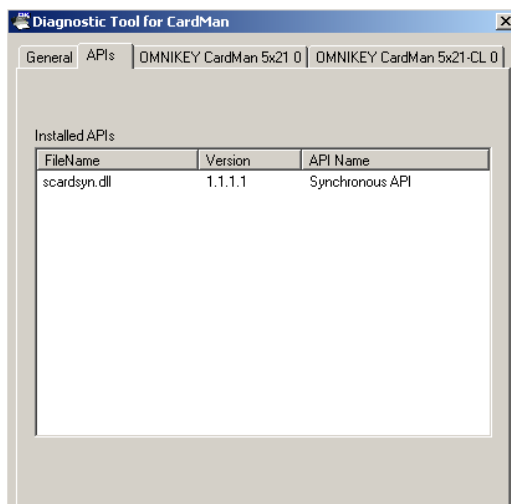 Diagnostic Tool for CardMan
General APIs OMNIKEY CardMan 5x21 0 OMNIKEY CardMan 5x21-CL 0
Installed APIs
FileName Version API Name
scardsyn.dll 1.1.1.1 Synchronous API